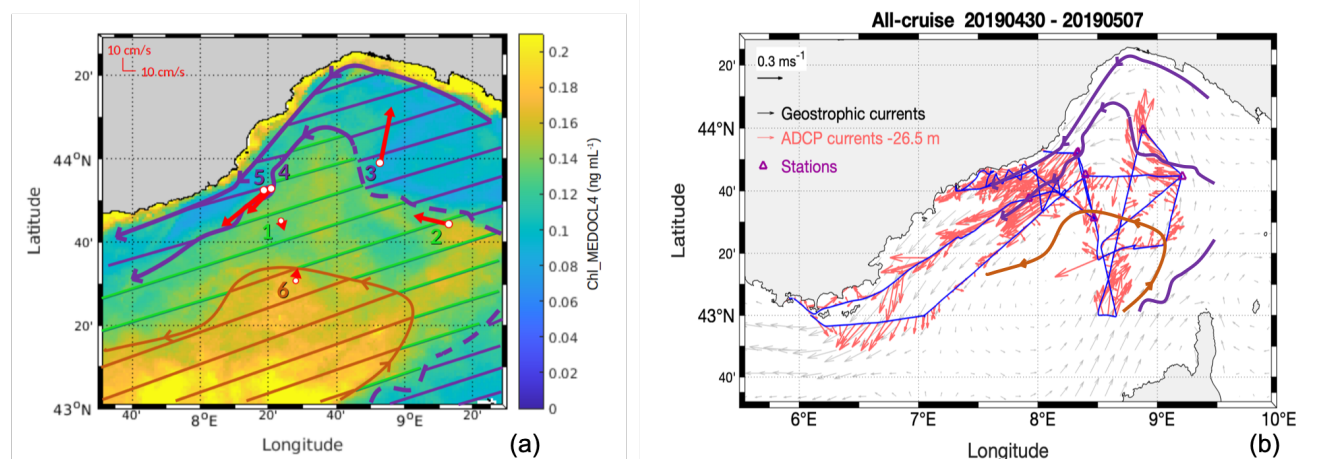 10 cm/s
10 cm/s
20'
44°N
40'
20'
43°N
Latitude
40'
8°E
20'
40'
9°E
20'
Longitude
1
2
3
4
5
6
0.2
0.18
0.16
0.14
0.12
0.1
0.08
0.06
0.04
0.02
0
Chl_MEDOCL4 (ng mL⁻¹)
(a)
All-cruise 20190430 - 20190507
0.3 ms⁻¹
Geostrophic currents
ADCP currents -26.5 m
Stations
20'
44°N
40'
20'
43°N
40'
Latitude
6°E
7°E
8°E
9°E
10°E
Longitude
(b)